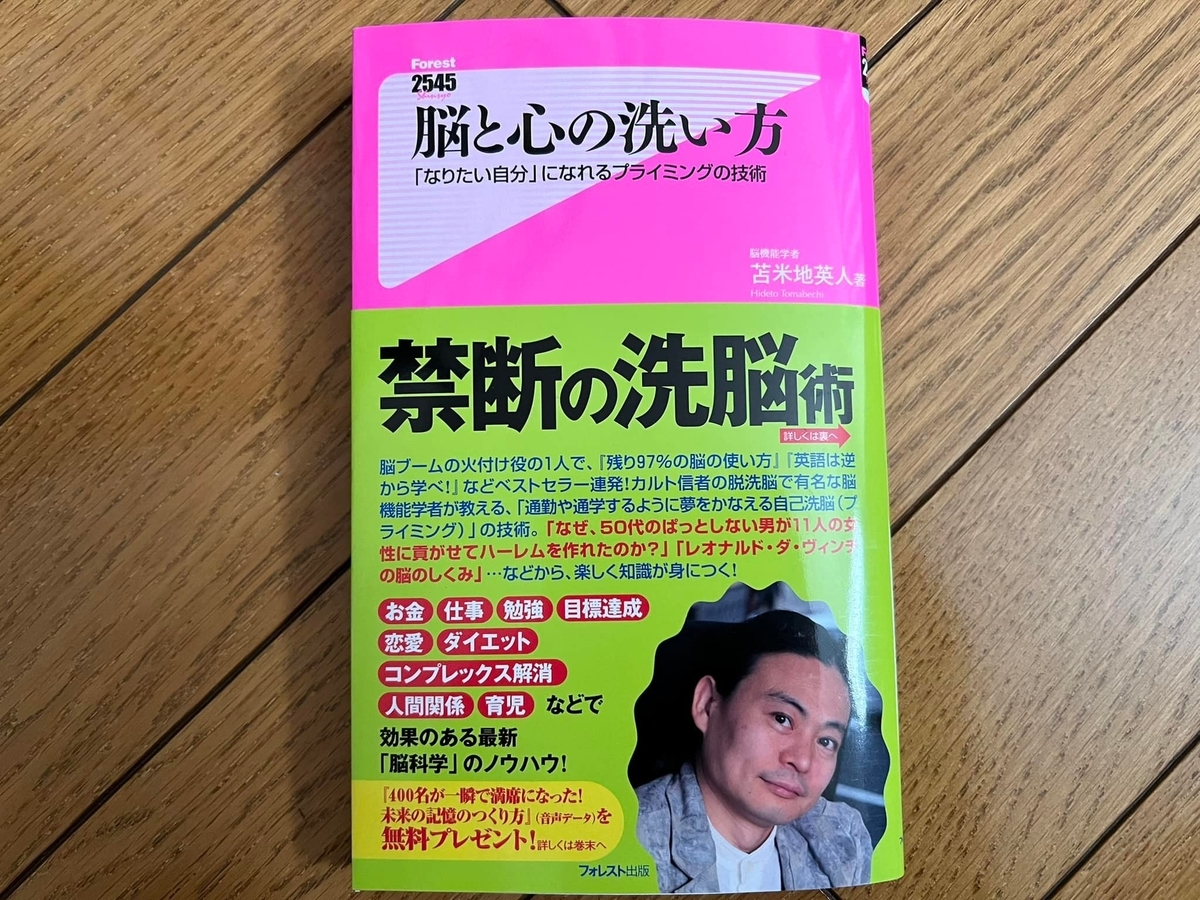 Forest
2545
Shinsyo
脳と心の洗い方
「なりたい自分」になれるプライミングの技術
脳機能学者
苫米地英人著
Hideto Tomabechi
禁断の洗脳術
詳しくは裏へ
脳ブームの火付け役の1人で、『残り97%の脳の使い方』『英語は逆
から学べ!』などベストセラー連発!カルト信者の脱洗脳で有名な脳
機能学者が教える、「通勤や通学するように夢をかなえる自己洗脳(プ
ライミング)」の技術。「なぜ、50代のぱっとしない男が11人の女
性に貢がせてハーレムを作れたのか?」「レオナルド・ダ・ヴィンチ
の脳のしくみ」…などから、楽しく知識が身につく!
お金 仕事 勉強 目標達成
恋愛 ダイエット
コンプレックス解消
人間関係 育児 などで
効果のある最新
「脳科学」のノウハウ!
『400名が一瞬で満席になった!
未来の記憶のつくり方』(音声データ)を
無料プレゼント!詳しくは巻末へ
フォレスト出版